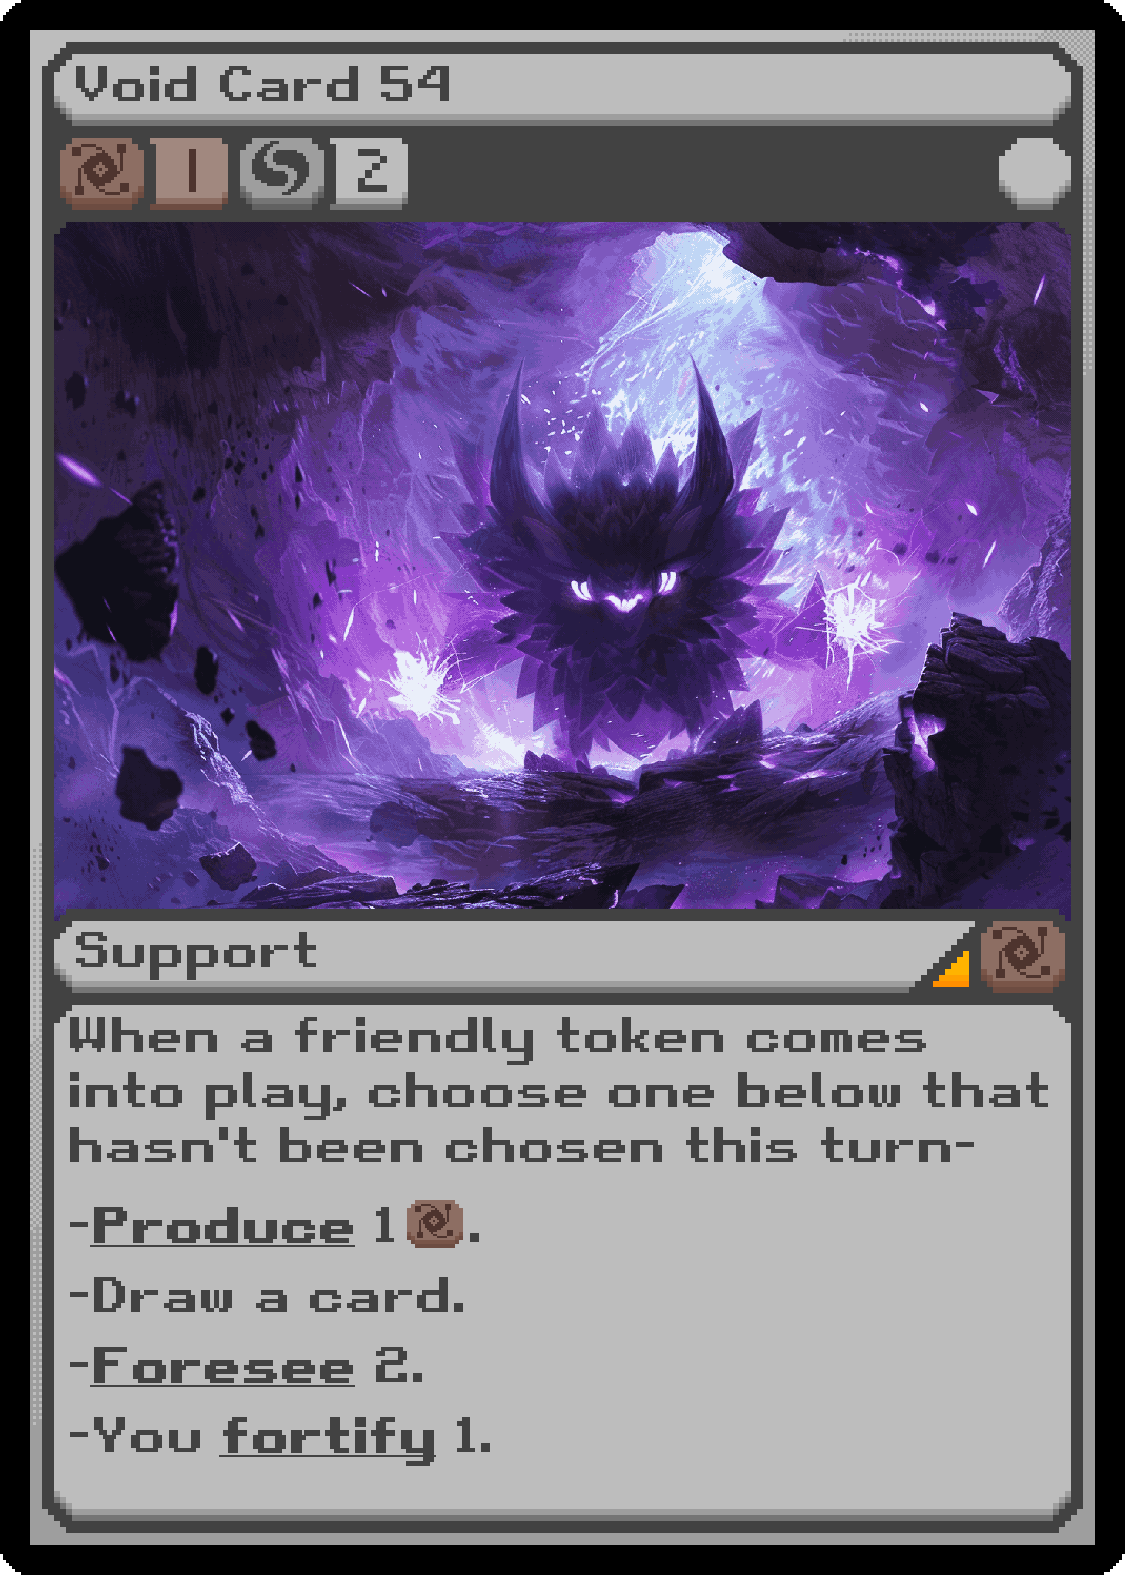 Void Card 54
1 2
Support
When a friendly token comes
into play, choose one below that
hasn't been chosen this turn-
-Produce 1 .
-Draw a card.
-Foresee 2.
-You fortify 1.